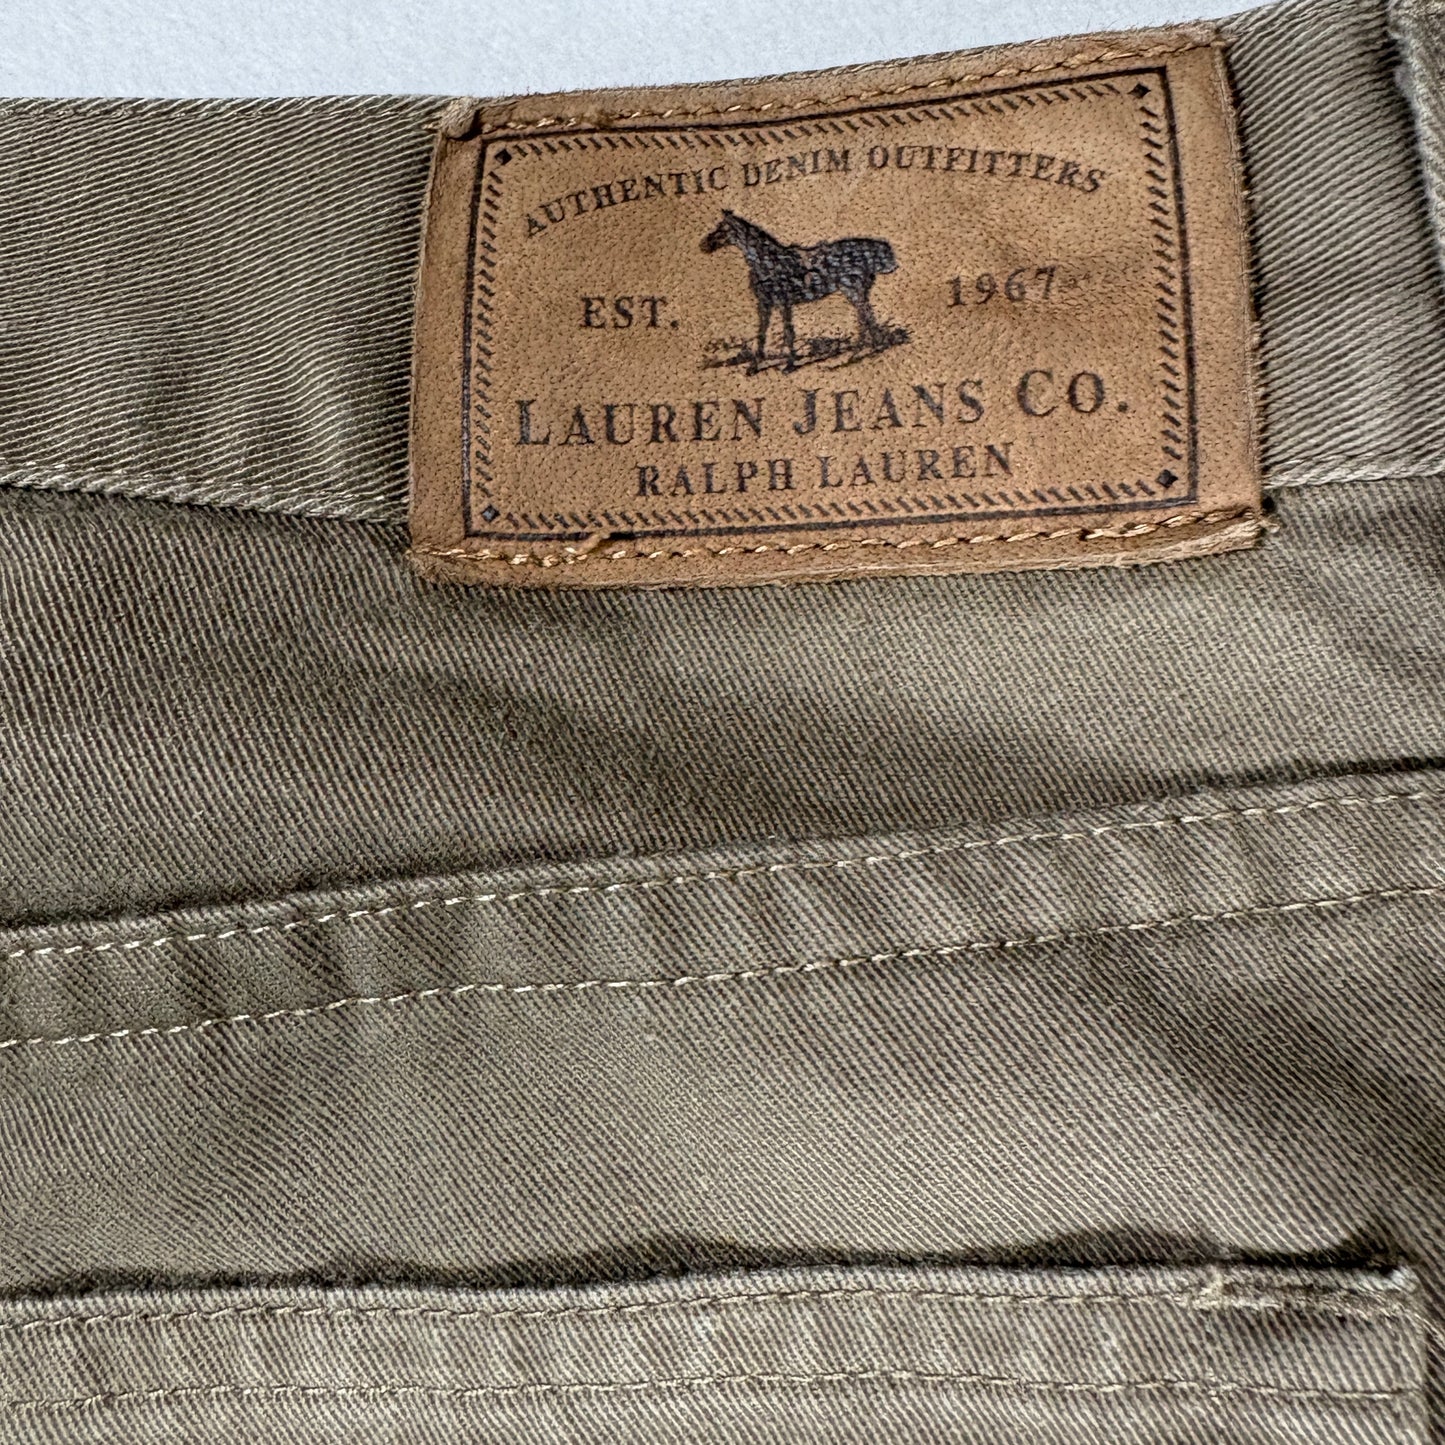 AUTHENTIC DENIM OUTFITTERS
EST. 1967
LAUREN JEANS CO.
RALPH LAUREN